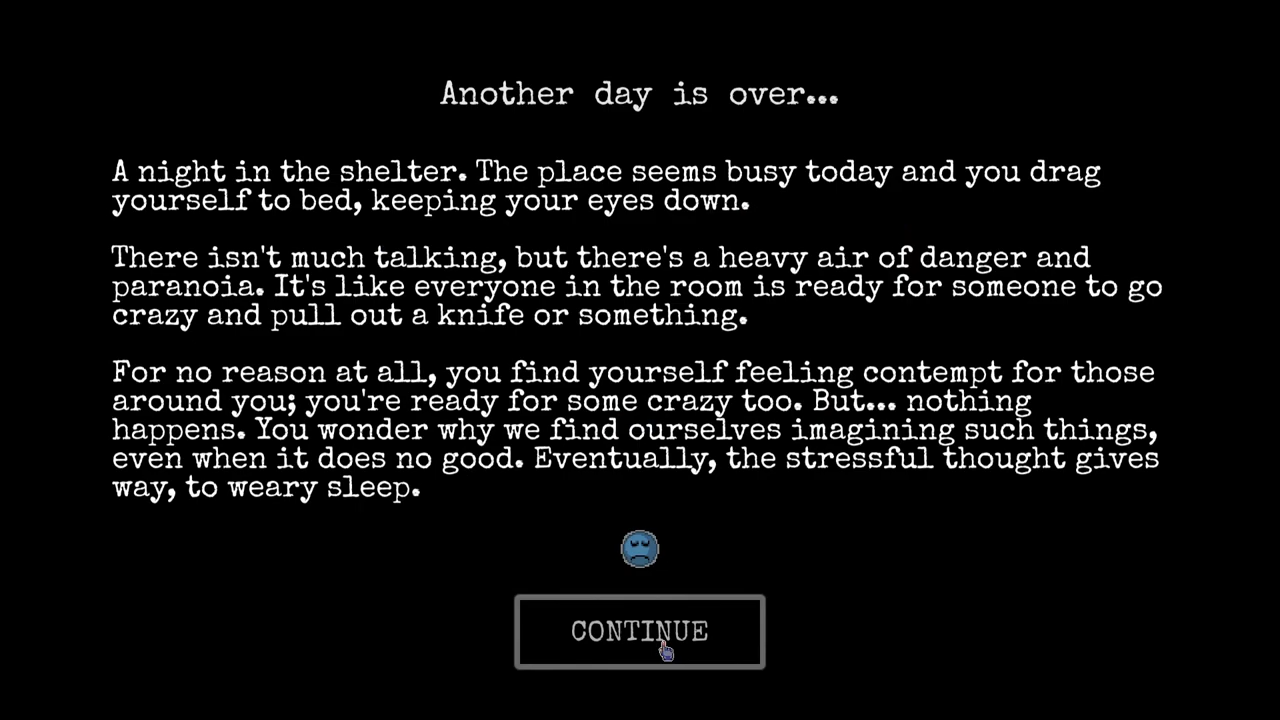 Another day is over...
A night in the shelter. The place seems busy today and you drag
yourself to bed, keeping your eyes down.
There isn't much talking, but there's a heavy air of danger and
paranoia. It's like everyone in the room is ready for someone to go
crazy and pull out a knife or something.
For no reason at all, you find yourself feeling contempt for those
around you; you're ready for some crazy too. But... nothing
happens. You wonder why we find ourselves imagining such things,
even when it does no good. Eventually, the stressful thought gives
way, to weary sleep.
CONTINUE